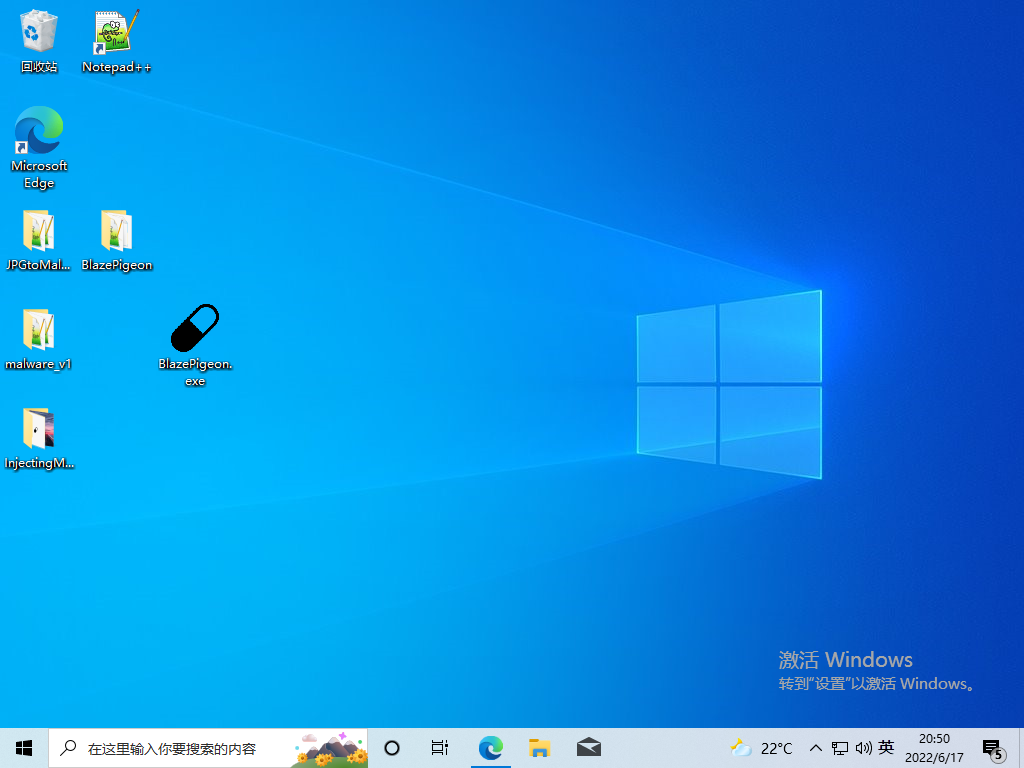 回收站
Notepad++
Microsoft
Edge
JPGtoMal...
BlazePigeon
malware_v1
BlazePigeon.
exe
InjectingM...
激活 Windows
转到“设置”以激活 Windows。
在这里输入你要搜索的内容
22°C
英
20:50
2022/6/17
5